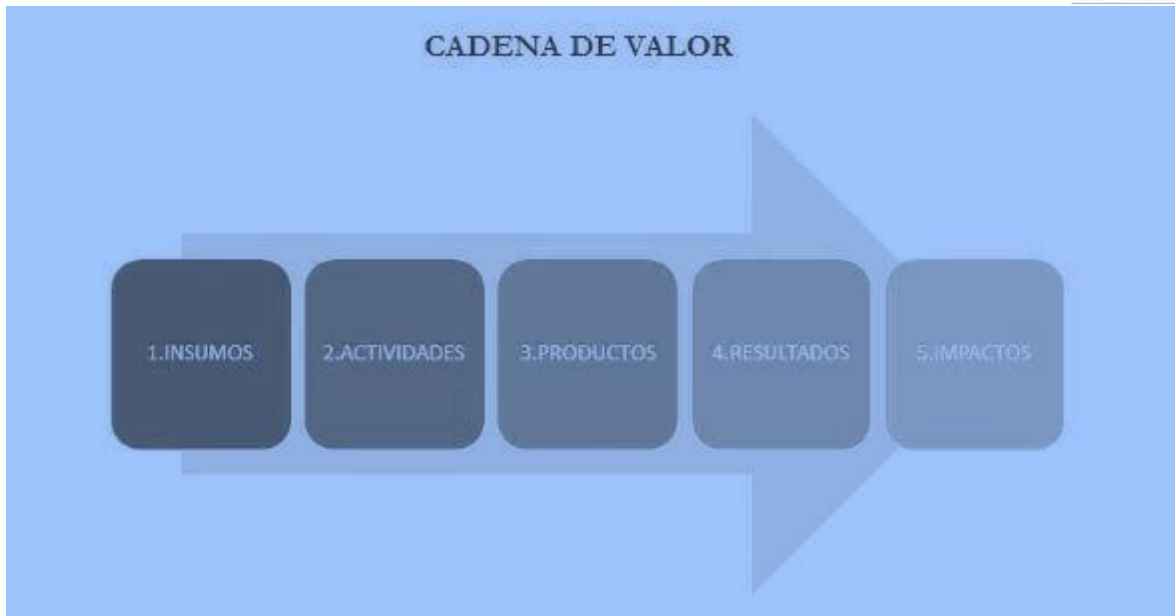 CADENA DE VALOR
1.INSUMOS
2.ACTIVIDADES
3.PRODUCTOS
4.RESULTADOS
5.IMPACTOS